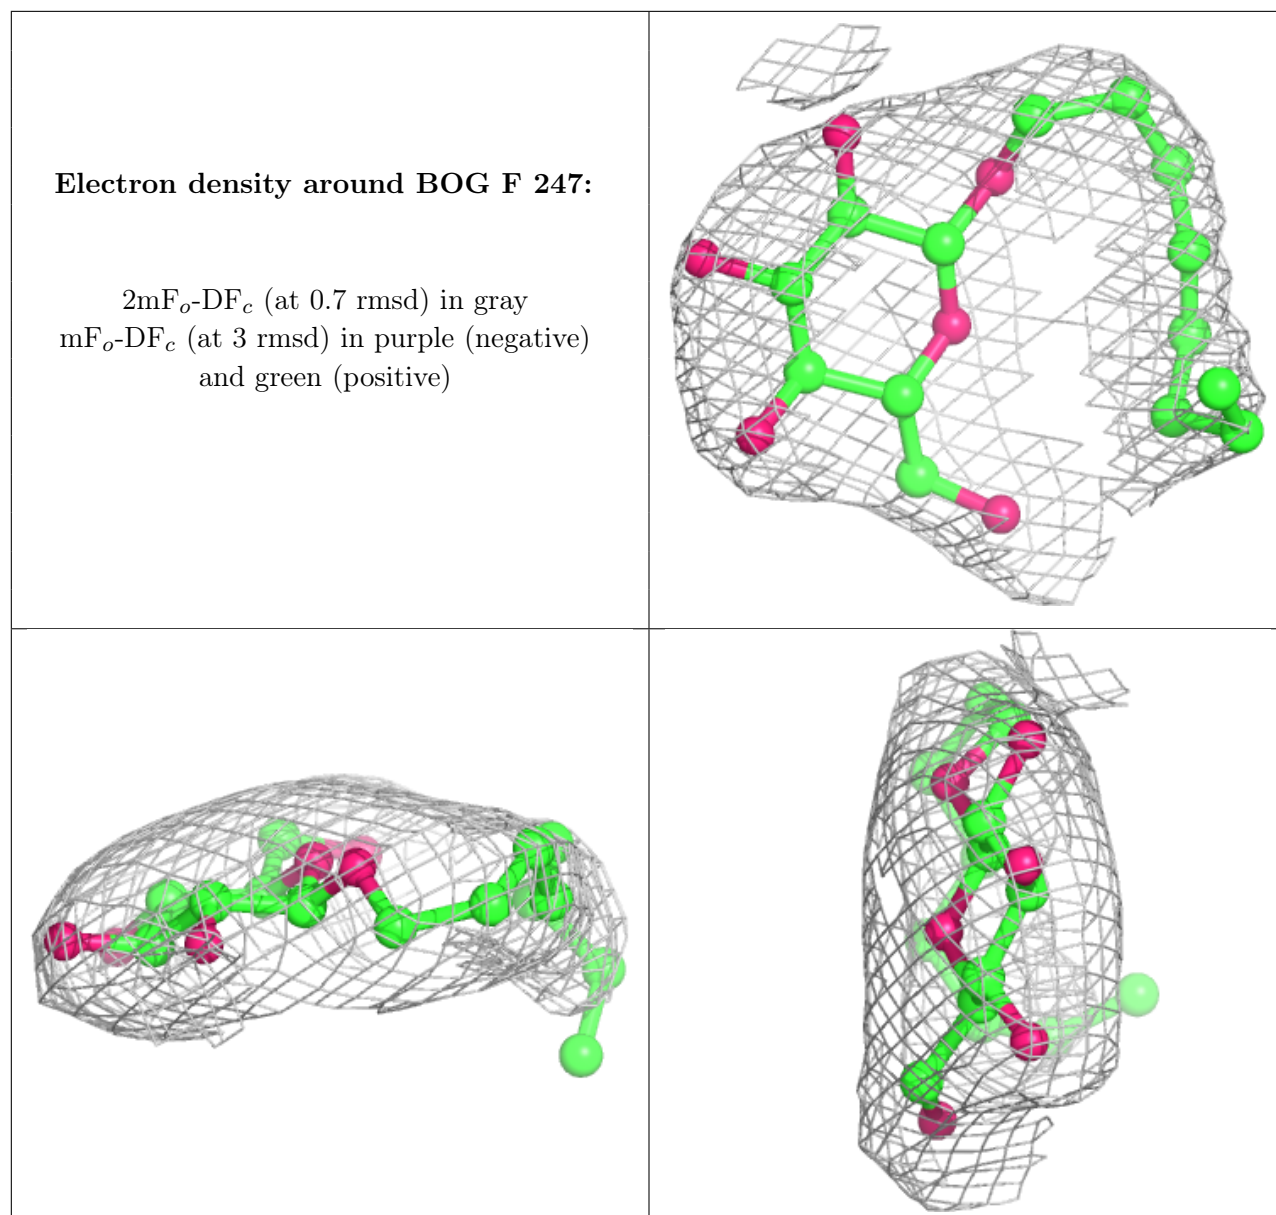 Electron density around BOG F 247:
2mFo-DFc (at 0.7 rmsd) in gray
mFo-DFc (at 3 rmsd) in purple (negative)
and green (positive)